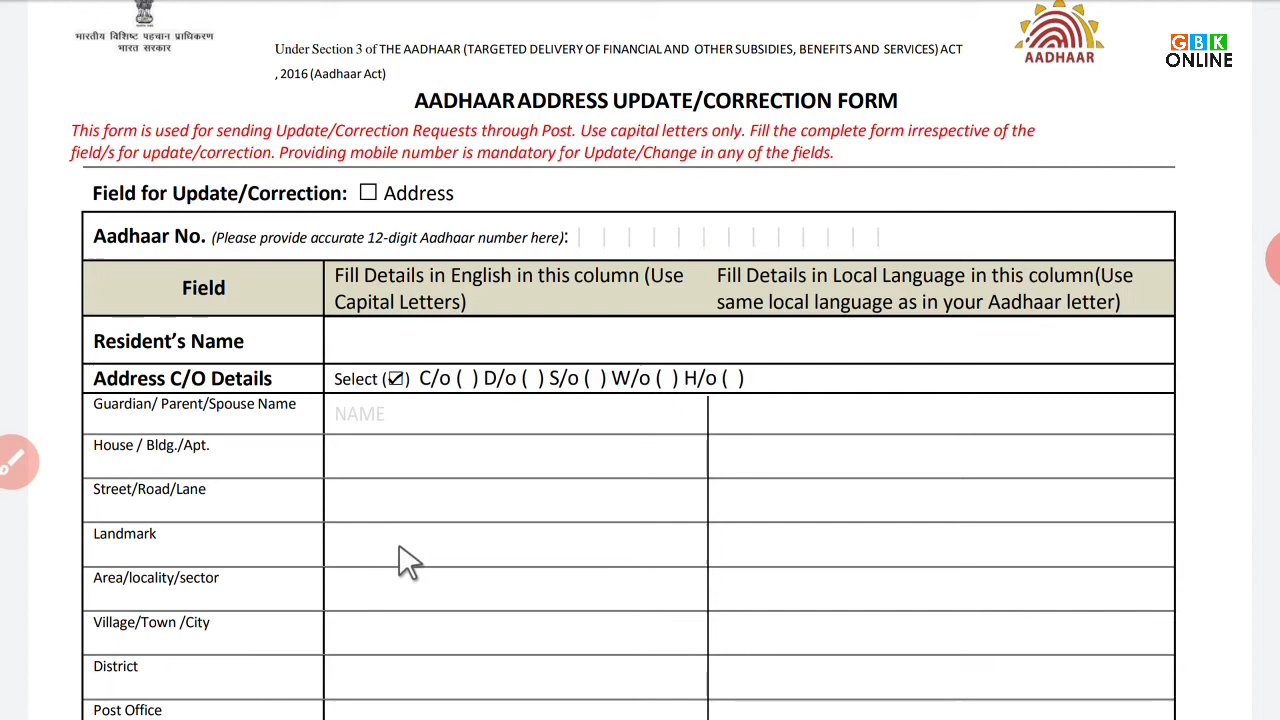 भारतीय विशिष्ट पहचान प्राधिकरण
भारत सरकार
Under Section 3 of THE AADHAAR (TARGETED DELIVERY OF FINANCIAL AND OTHER SUBSIDIES, BENEFITS AND SERVICES) ACT
, 2016 (Aadhaar Act)
AADHAAR
GBK
ONLINE
AADHAAR ADDRESS UPDATE/CORRECTION FORM
This form is used for sending Update/Correction Requests through Post. Use capital letters only. Fill the complete form irrespective of the
field/s for update/correction. Providing mobile number is mandatory for Update/Change in any of the fields.
Field for Update/Correction: ☐ Address
Aadhaar No. (Please provide accurate 12-digit Aadhaar number here):
Field
Fill Details in English in this column (Use
Capital Letters)
Fill Details in Local Language in this column(Use
same local language as in your Aadhaar letter)
Resident’s Name
Address C/O Details
Select (☑) C/o ( ) D/o ( ) S/o ( ) W/o ( ) H/o ( )
Guardian/ Parent/Spouse Name
NAME
House / Bldg./Apt.
Street/Road/Lane
Landmark
Area/locality/sector
Village/Town /City
District
Post Office